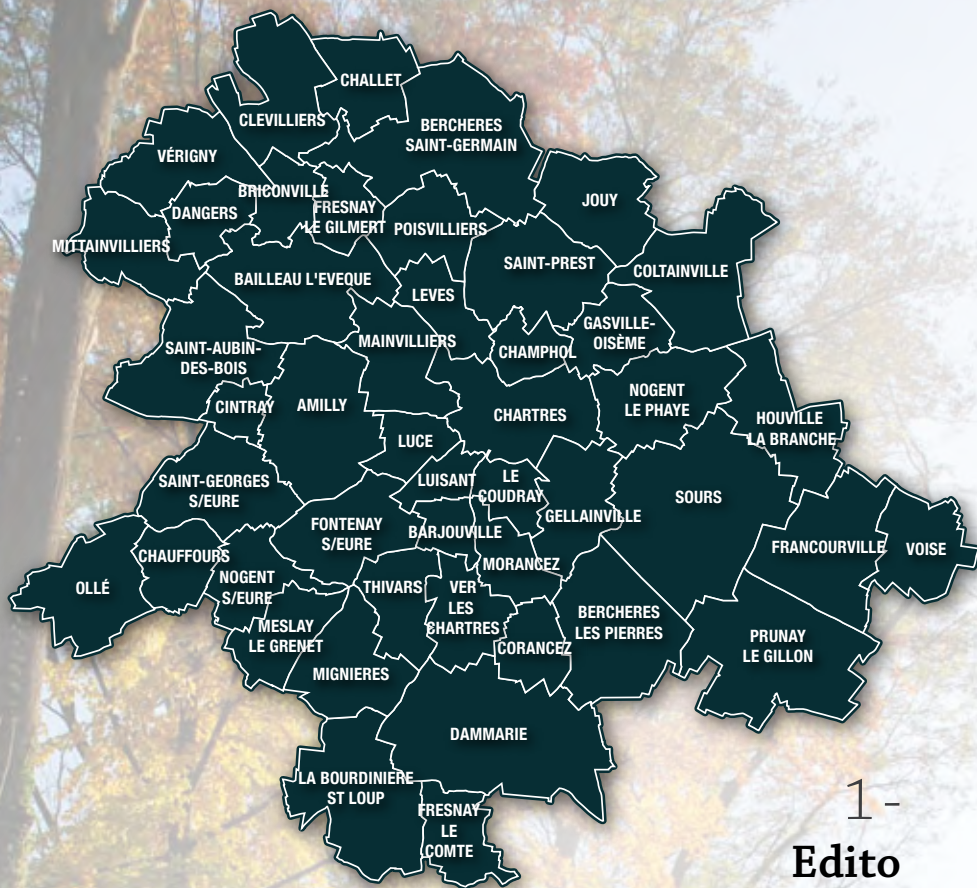 CHALLET
CLEVILLIERS
BERCHERES
SAINT-GERMAIN
VÉRIGNY
BRICONVILLE
DANGERS
FRESNAY
LE GILMERT
JOUY
POISVILLIERS
MITTAINVILLIERS
SAINT-PREST
COLTAINVILLE
BAILLEAU L'EVEQUE
LEVES
GASVILLE-
OISÈME
MAINVILLIERS
CHAMPHOL
SAINT-AUBIN-
DES-BOIS
CINTRAY
AMILLY
CHARTRES
NOGENT
LE PHAYE
HOUVILLE
LA BRANCHE
LUCE
SAINT-GEORGES
S/EURE
LUISANT
LE
COUDRAY
SOURS
GELLAINVILLE
FONTENAY
S/EURE
BARJOUVILLE
CHAUFFOURS
FRANCOURVILLE
VOISE
MORANCEZ
OLLÉ
NOGENT
S/EURE
THIVARS
VER
LES
CHARTRES
BERCHERES
LES PIERRES
MESLAY
LE GRENET
CORANCEZ
PRUNAY
LE GILLON
MIGNIERES
DAMMARIE
LA BOURDINIERE
ST LOUP
FRESNAY
LE
COMTE
1-
Edito